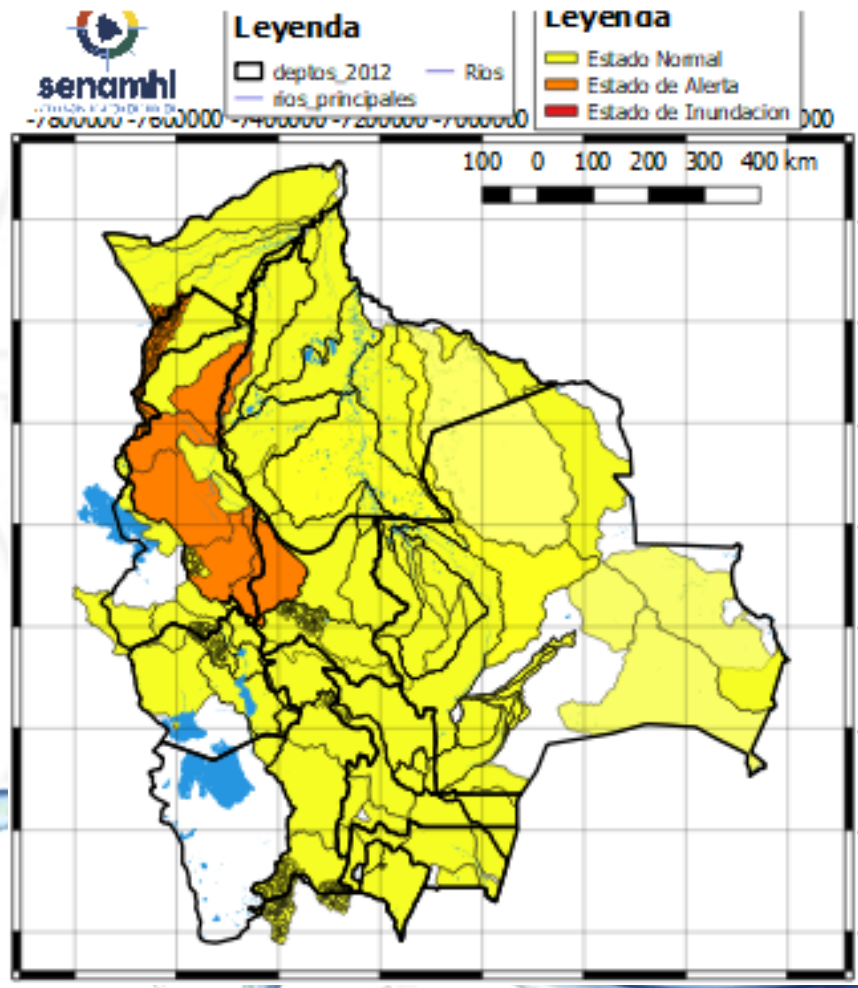 senamhi
Leyenda
deptos_2012
Rios
rios_principales
Leyenda
Estado Normal
Estado de Alerta
Estado de Inundacion
-7800000 -7600000 -7400000 -7200000 -7000000
100 0 100 200 300 400 km